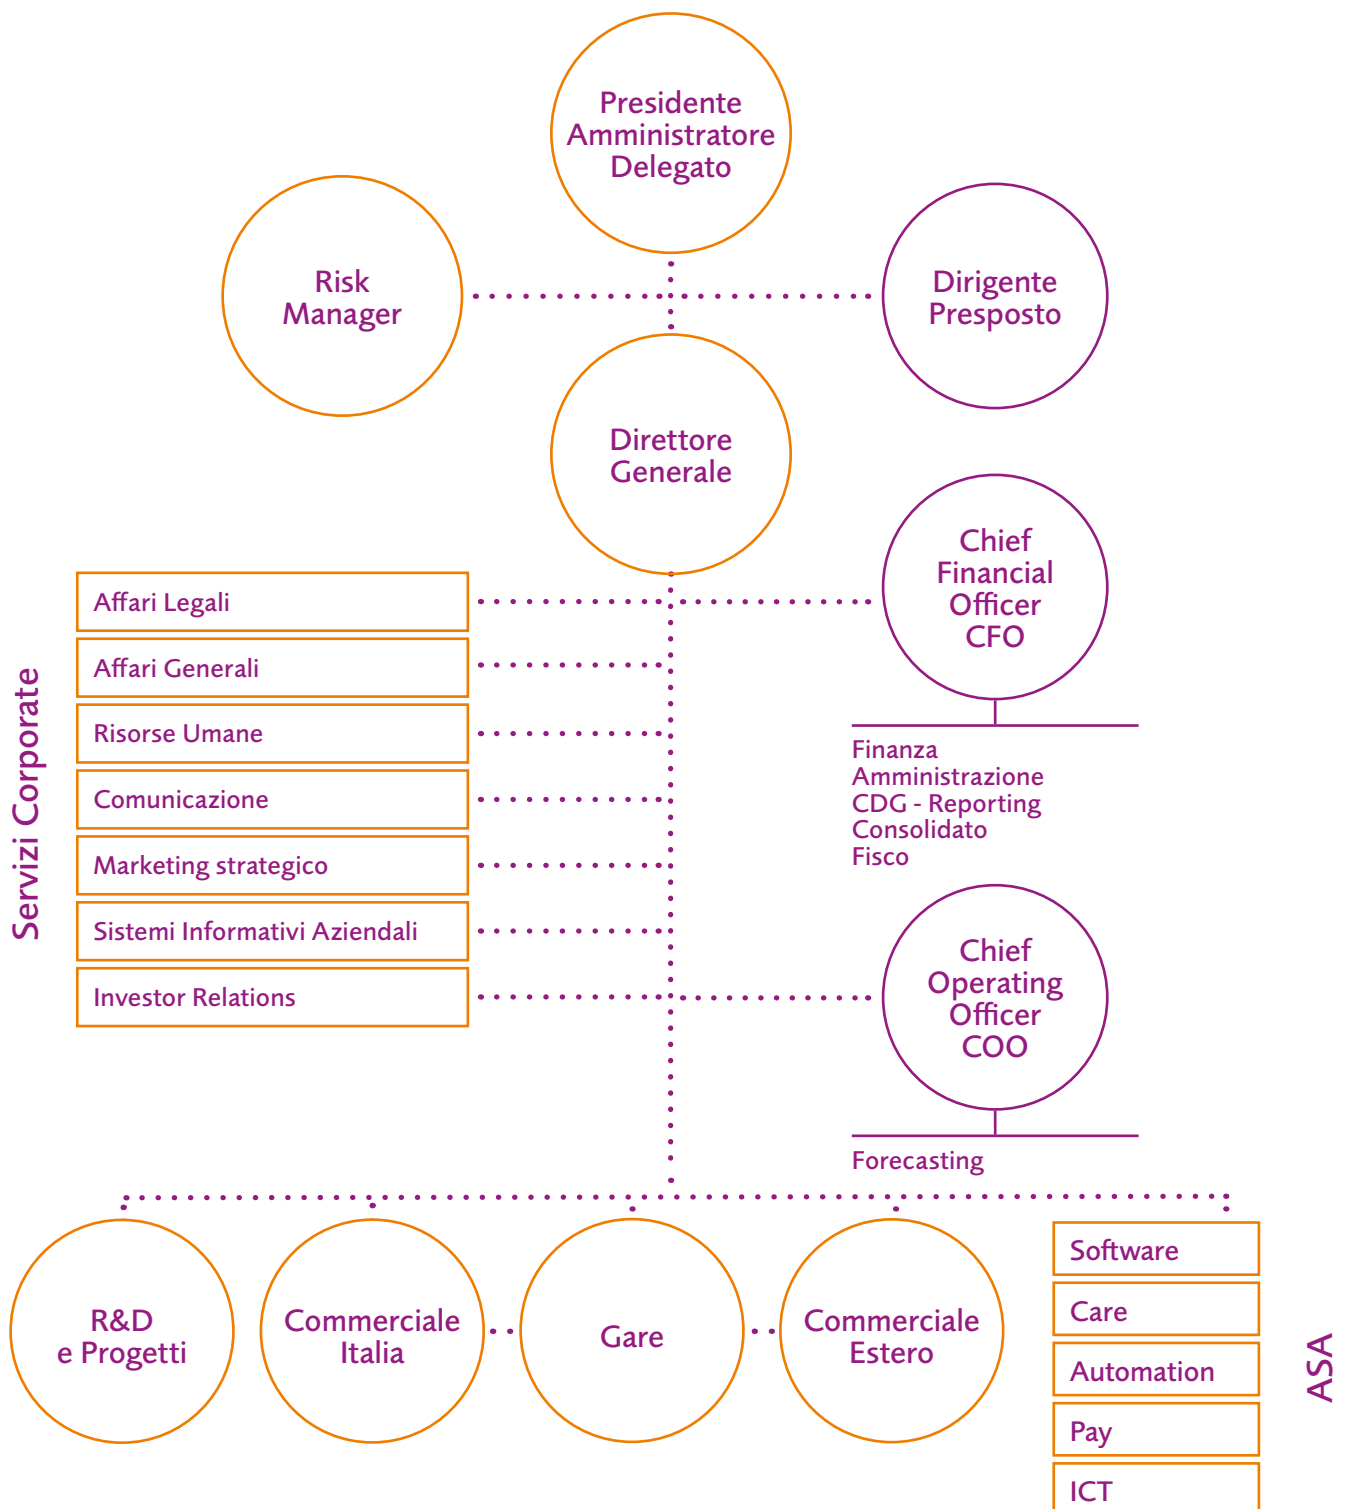 Presidente
Amministratore
Delegato
Risk
Manager
Dirigente
Presposto
Direttore
Generale
Chief
Financial
Officer
CFO
Finanza
Amministrazione
CDG - Reporting
Consolidato
Fisco
Servizi Corporate
Affari Legali
Affari Generali
Risorse Umane
Comunicazione
Marketing strategico
Sistemi Informativi Aziendali
Investor Relations
Chief
Operating
Officer
COO
Forecasting
R&D
e Progetti
Commerciale
Italia
Gare
Commerciale
Estero
Software
Care
Automation
Pay
ICT
ASA